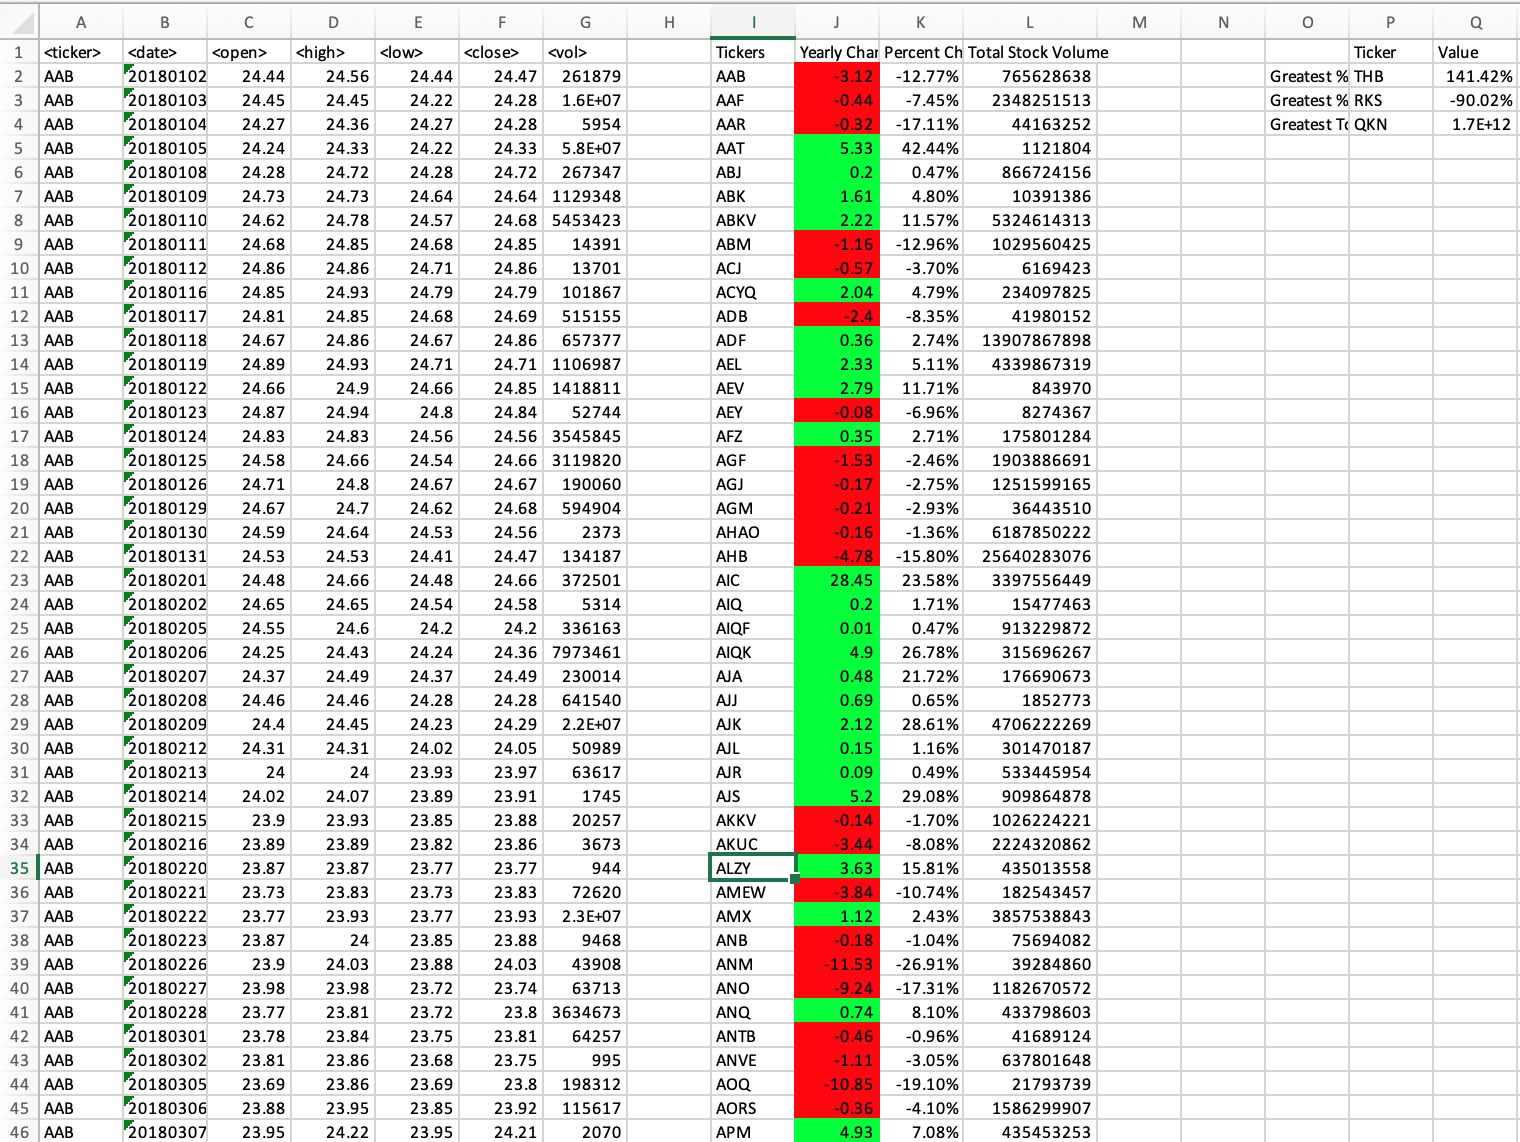 A B C D E F G H I J K L M N O P Q
1 <ticker> <date> <open> <high> <low> <close> <vol> Tickers Yearly Char Percent Ch Total Stock Volume Ticker Value
2 AAB 20180102 24.44 24.56 24.44 24.47 261879 AAB -3.12 -12.77% 765628638 Greatest % THB 141.42%
3 AAB 20180103 24.45 24.45 24.22 24.28 1.6E+07 AAF -0.44 -7.45% 2348251513 Greatest % RKS -90.02%
4 AAB 20180104 24.27 24.36 24.27 24.28 5954 AAR -0.32 -17.11% 44163252 Greatest To QKN 1.7E+12
5 AAB 20180105 24.24 24.33 24.22 24.33 5.8E+07 AAT 5.33 42.44% 1121804
6 AAB 20180108 24.28 24.72 24.28 24.72 267347 ABJ 0.2 0.47% 866724156
7 AAB 20180109 24.73 24.73 24.64 24.64 1129348 ABK 1.61 4.80% 10391386
8 AAB 20180110 24.62 24.78 24.57 24.68 5453423 ABKV 2.22 11.57% 5324614313
9 AAB 20180111 24.68 24.85 24.68 24.85 14391 ABM -1.16 -12.96% 1029560425
10 AAB 20180112 24.86 24.86 24.71 24.86 13701 ACJ -0.57 -3.70% 6169423
11 AAB 20180116 24.85 24.93 24.79 24.79 101867 ACYQ 2.04 4.79% 234097825
12 AAB 20180117 24.81 24.85 24.68 24.69 515155 ADB -2.4 -8.35% 41980152
13 AAB 20180118 24.67 24.86 24.67 24.86 657377 ADF 0.36 2.74% 13907867898
14 AAB 20180119 24.89 24.93 24.71 24.71 1106987 AEL 2.33 5.11% 4339867319
15 AAB 20180122 24.66 24.9 24.66 24.85 1418811 AEV 2.79 11.71% 843970
16 AAB 20180123 24.87 24.94 24.8 24.84 52744 AEY -0.08 -6.96% 8274367
17 AAB 20180124 24.83 24.83 24.56 24.56 3545845 AFZ 0.35 2.71% 175801284
18 AAB 20180125 24.58 24.66 24.54 24.66 3119820 AGF -1.53 -2.46% 1903886691
19 AAB 20180126 24.71 24.8 24.67 24.67 190060 AGJ -0.17 -2.75% 1251599165
20 AAB 20180129 24.67 24.7 24.62 24.68 594904 AGM -0.21 -2.93% 36443510
21 AAB 20180130 24.59 24.64 24.53 24.56 2373 AHAO -0.16 -1.36% 6187850222
22 AAB 20180131 24.53 24.53 24.41 24.47 134187 AHB -4.78 -15.80% 25640283076
23 AAB 20180201 24.48 24.66 24.48 24.66 372501 AIC 28.45 23.58% 3397556449
24 AAB 20180202 24.65 24.65 24.54 24.58 5314 AIQ 0.2 1.71% 15477463
25 AAB 20180205 24.55 24.6 24.2 24.2 336163 AIQF 0.01 0.47% 913229872
26 AAB 20180206 24.25 24.43 24.24 24.36 7973461 AIQK 4.9 26.78% 315696267
27 AAB 20180207 24.37 24.49 24.37 24.49 230014 AJA 0.48 21.72% 176690673
28 AAB 20180208 24.46 24.46 24.28 24.28 641540 AJJ 0.69 0.65% 1852773
29 AAB 20180209 24.4 24.45 24.23 24.29 2.2E+07 AJK 2.12 28.61% 4706222269
30 AAB 20180212 24.31 24.31 24.02 24.05 50989 AJL 0.15 1.16% 301470187
31 AAB 20180213 24 24 23.93 23.97 63617 AJR 0.09 0.49% 533445954
32 AAB 20180214 24.02 24.07 23.89 23.91 1745 AJS 5.2 29.08% 909864878
33 AAB 20180215 23.9 23.93 23.85 23.88 20257 AKKV -0.14 -1.70% 1026224221
34 AAB 20180216 23.89 23.89 23.82 23.86 3673 AKUC -3.44 -8.08% 2224320862
35 AAB 20180220 23.87 23.87 23.77 23.77 944 ALZY 3.63 15.81% 435013558
36 AAB 20180221 23.73 23.83 23.73 23.83 72620 AMEW -3.84 -10.74% 182543457
37 AAB 20180222 23.77 23.93 23.77 23.93 2.3E+07 AMX 1.12 2.43% 3857538843
38 AAB 20180223 23.87 24 23.85 23.88 9468 ANB -0.18 -1.04% 75694082
39 AAB 20180226 23.9 24.03 23.88 24.03 43908 ANM -11.53 -26.91% 39284860
40 AAB 20180227 23.98 23.98 23.72 23.74 63713 ANO -9.24 -17.31% 1182670572
41 AAB 20180228 23.77 23.81 23.72 23.8 3634673 ANQ 0.74 8.10% 433798603
42 AAB 20180301 23.78 23.84 23.75 23.81 64257 ANTB -0.46 -0.96% 41689124
43 AAB 20180302 23.81 23.86 23.68 23.75 995 ANVE -1.11 -3.05% 637801648
44 AAB 20180305 23.69 23.86 23.69 23.8 198312 AOQ -10.85 -19.10% 21793739
45 AAB 20180306 23.88 23.95 23.85 23.92 115617 AORS -0.36 -4.10% 1586299907
46 AAB 20180307 23.95 24.22 23.95 24.21 2070 APM 4.93 7.08% 435453253